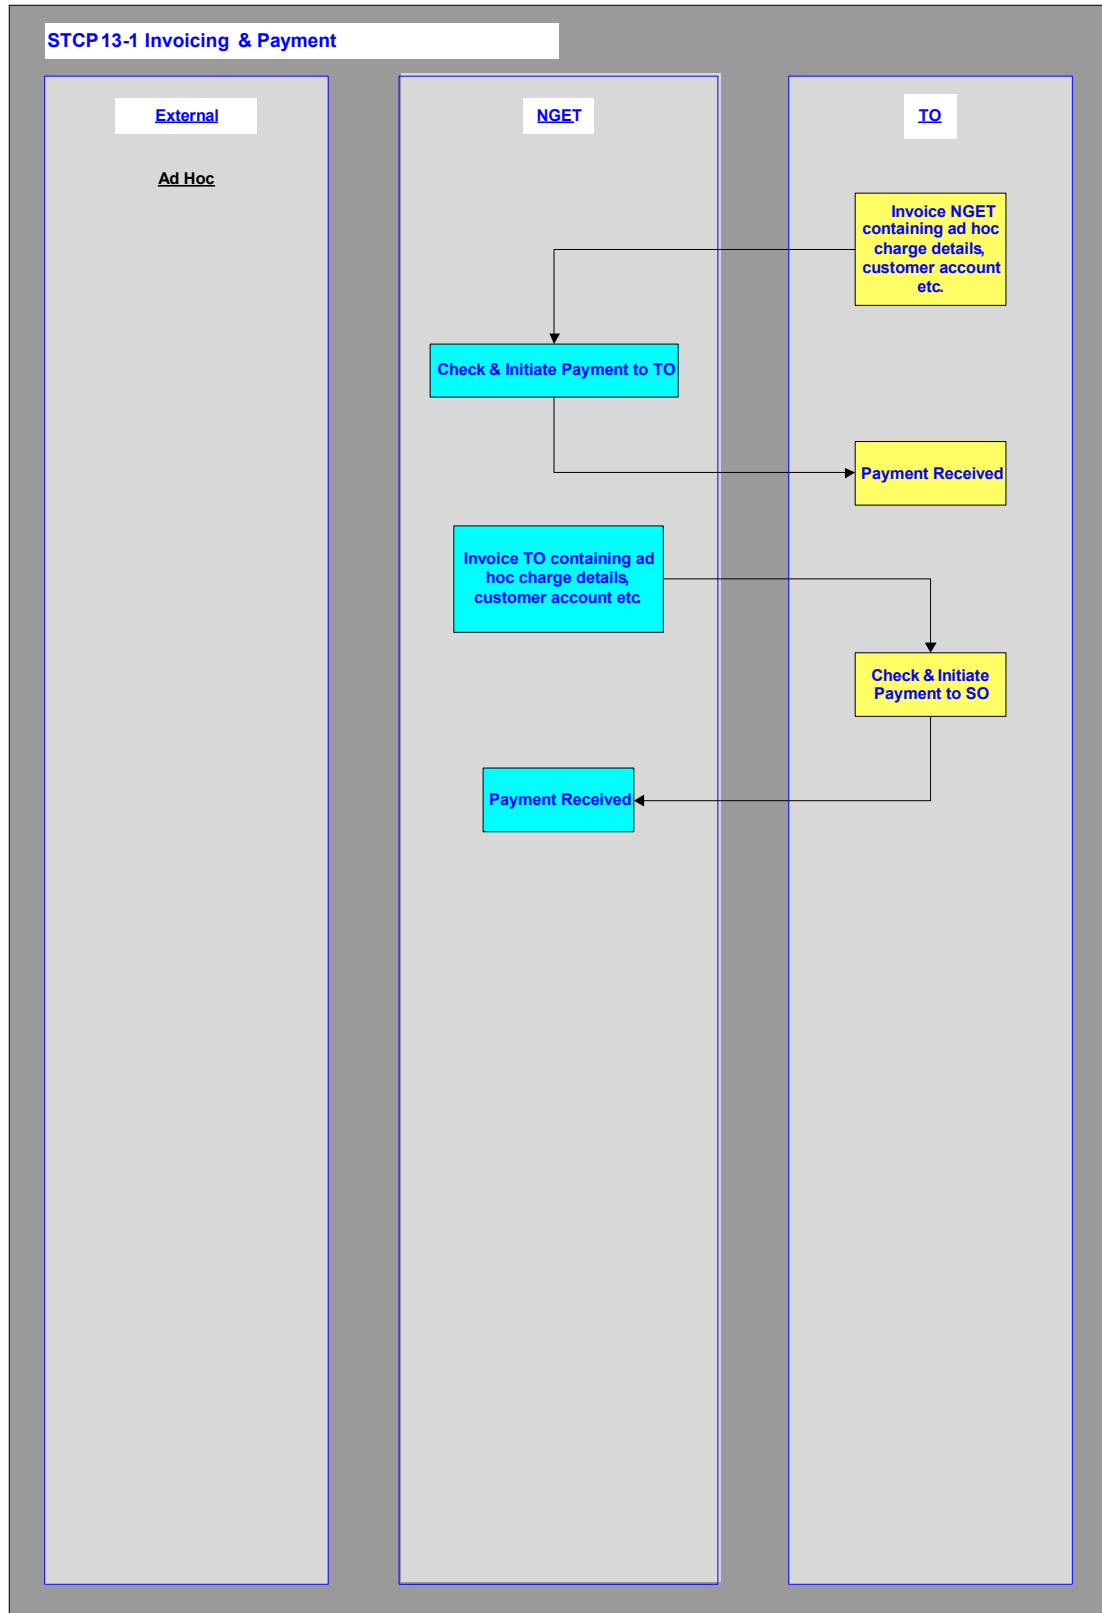 STCP 13-1 Invoicing & Payment
External
NGET
TO
Ad Hoc
Invoice NGET
containing ad hoc
charge details,
customer account
etc.
Check & Initiate Payment to TO
Payment Received
Invoice TO containing ad
hoc charge details,
customer account etc.
Check & Initiate
Payment to SO
Payment Received